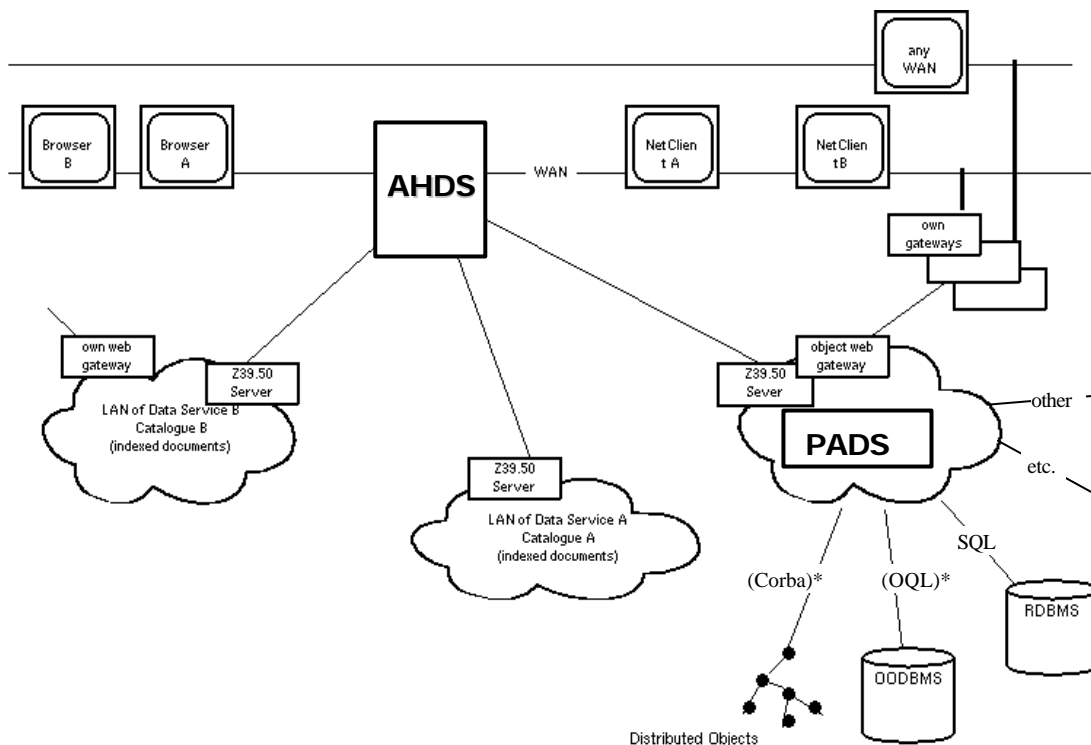 any
WAN
Browser
B
Browser
A
AHDS
WAN
NetClien
t A
NetClien
tB
own
gateways
own web
gateway
Z39.50
Server
LAN of Data Service B
Catalogue B
(indexed documents)
Z39.50
Server
LAN of Data Service A
Catalogue A
(indexed documents)
object web
gateway
Z39.50
Sever
PADS
other
etc.
SQL
(Corba)*
(OQL)*
RDBMS
OODBMS
Distributed Objects